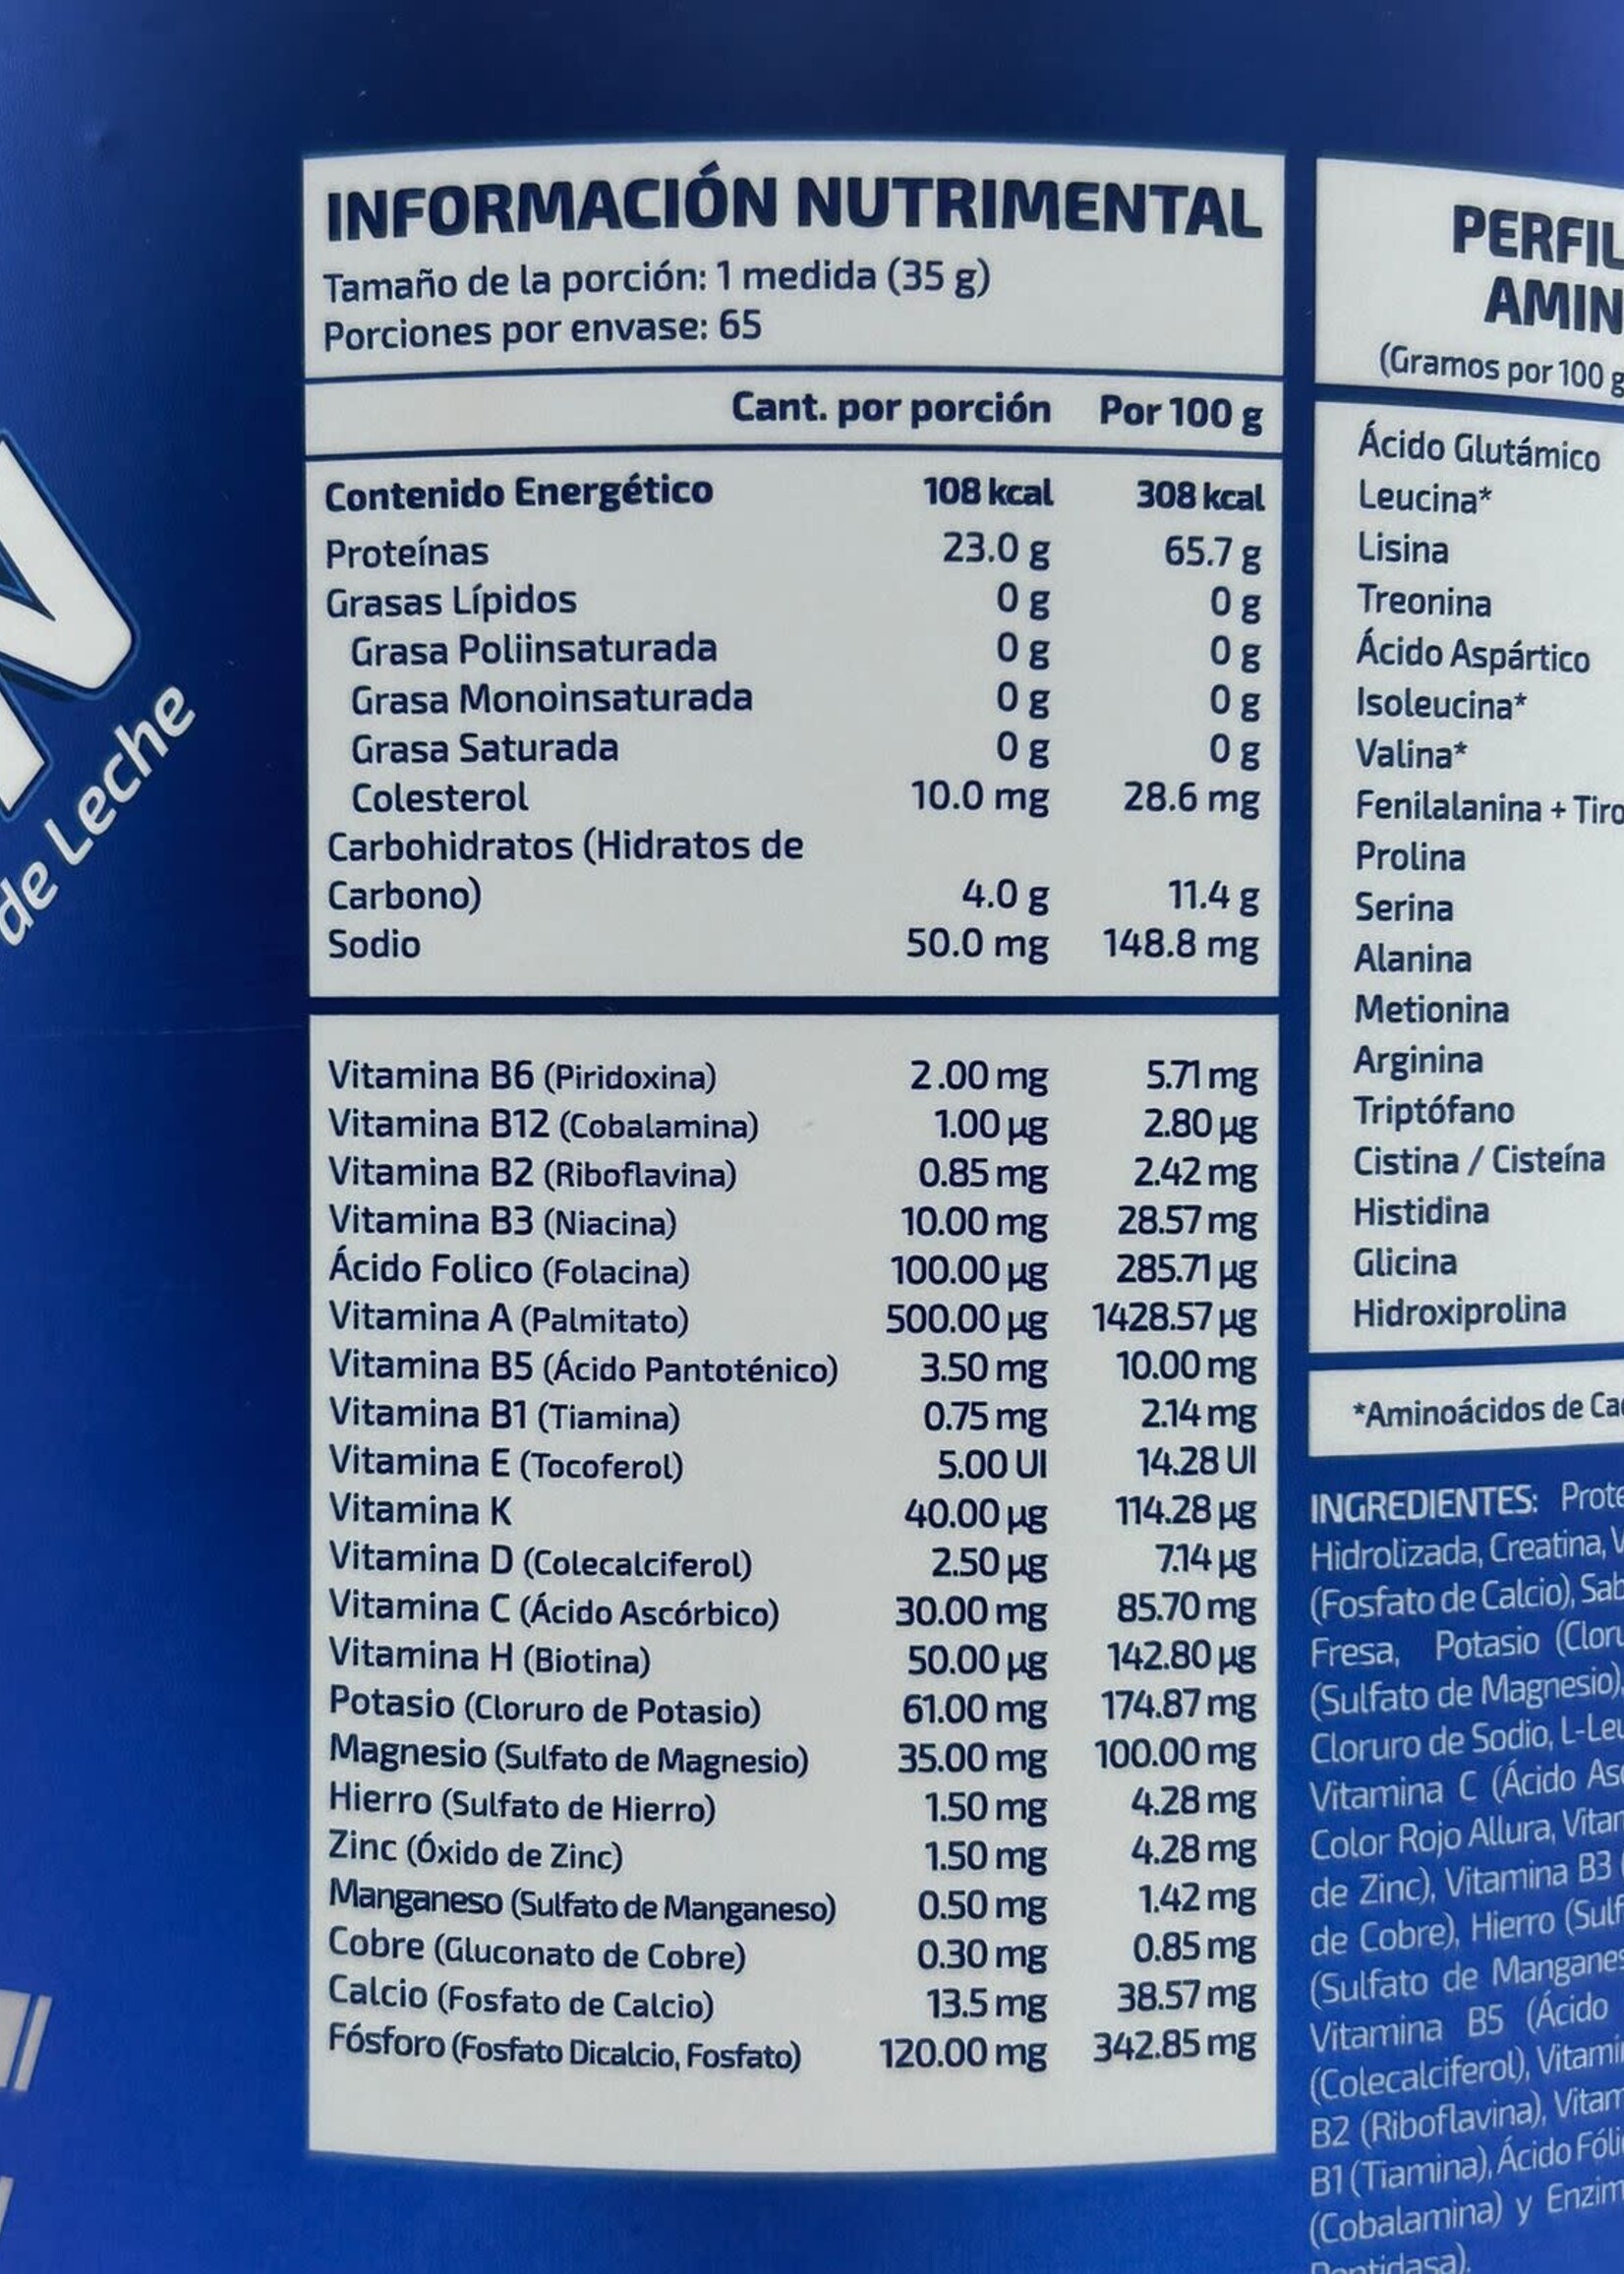 de Leche
INFORMACIÓN NUTRIMENTAL
Tamaño de la porción: 1 medida (35 g)
Porciones por envase: 65
Cant. por porción Por 100 g
Contenido Energético 108 kcal 308 kcal
Proteínas 23.0 g 65.7 g
Grasas Lípidos 0 g 0 g
Grasa Poliinsaturada 0 g 0 g
Grasa Monoinsaturada 0 g 0 g
Grasa Saturada 0 g 0 g
Colesterol 10.0 mg 28.6 mg
Carbohidratos (Hidratos de
Carbono) 4.0 g 11.4 g
Sodio 50.0 mg 148.8 mg
Vitamina B6 (Piridoxina) 2.00 mg 5.71 mg
Vitamina B12 (Cobalamina) 1.00 µg 2.80 µg
Vitamina B2 (Riboflavina) 0.85 mg 2.42 mg
Vitamina B3 (Niacina) 10.00 mg 28.57 mg
Ácido Folico (Folacina) 100.00 µg 285.71 µg
Vitamina A (Palmitato) 500.00 µg 1428.57 µg
Vitamina B5 (Ácido Pantoténico) 3.50 mg 10.00 mg
Vitamina B1 (Tiamina) 0.75 mg 2.14 mg
Vitamina E (Tocoferol) 5.00 UI 14.28 UI
Vitamina K 40.00 µg 114.28 µg
Vitamina D (Colecalciferol) 2.50 µg 7.14 µg
Vitamina C (Ácido Ascórbico) 30.00 mg 85.70 mg
Vitamina H (Biotina) 50.00 µg 142.80 µg
Potasio (Cloruro de Potasio) 61.00 mg 174.87 mg
Magnesio (Sulfato de Magnesio) 35.00 mg 100.00 mg
Hierro (Sulfato de Hierro) 1.50 mg 4.28 mg
Zinc (Óxido de Zinc) 1.50 mg 4.28 mg
Manganeso (Sulfato de Manganeso) 0.50 mg 1.42 mg
Cobre (Gluconato de Cobre) 0.30 mg 0.85 mg
Calcio (Fosfato de Calcio) 13.5 mg 38.57 mg
Fósforo (Fosfato Dicalcio, Fosfato) 120.00 mg 342.85 mg
PERFIL
AMIN
(Gramos por 100 g
Ácido Glutámico
Leucina*
Lisina
Treonina
Ácido Aspártico
Isoleucina*
Valina*
Fenilalanina + Tiro
Prolina
Serina
Alanina
Metionina
Arginina
Triptófano
Cistina / Cisteína
Histidina
Glicina
Hidroxiprolina
*Aminoácidos de Ca
INGREDIENTES: Prote
Hidrolizada, Creatina, V
(Fosfato de Calcio), Sab
Fresa, Potasio (Cloru
(Sulfato de Magnesio),
Cloruro de Sodio, L-Leu
Vitamina C (Ácido Asc
Color Rojo Allura, Vitam
de Zinc), Vitamina B3 (
de Cobre), Hierro (Sulf
(Sulfato de Manganes
Vitamina B5 (Ácido
(Colecalciferol), Vitami
B2 (Riboflavina), Vitam
B1 (Tiamina), Ácido Fóli
(Cobalamina) y Enzim